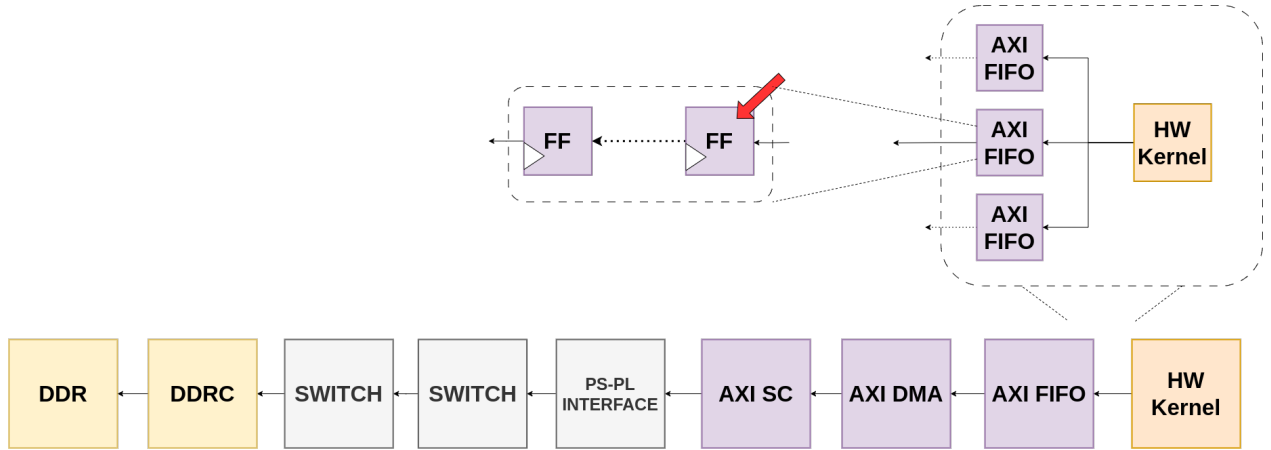 AXI
FIFO
AXI
FIFO
AXI
FIFO
HW
Kernel
FF
FF
DDR
DDRC
SWITCH
SWITCH
PS-PL
INTERFACE
AXI SC
AXI DMA
AXI FIFO
HW
Kernel